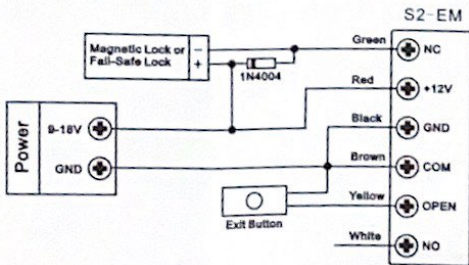 S2-EM
Magnetic Lock or
Fail-Safe Lock
−
+
1N4004
Green
NC
Red
+12V
Black
GND
Brown
COM
Yellow
OPEN
White
NO
Power
9-18V
GND
Exit Button